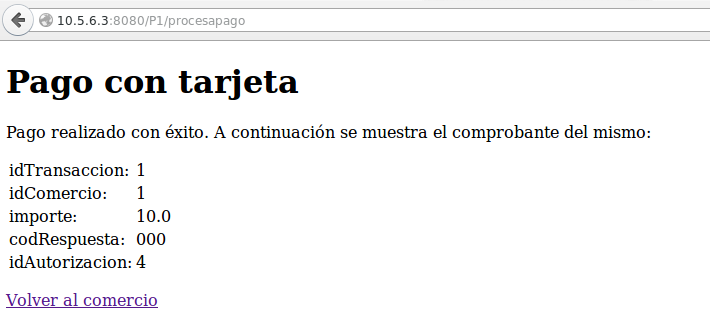 10.5.6.3:8080/P1/procesapago
Pago con tarjeta
Pago realizado con éxito. A continuación se muestra el comprobante del mismo:
idTransaccion: 1
idComercio: 1
importe: 10.0
codRespuesta: 000
idAutorizacion: 4
Volver al comercio